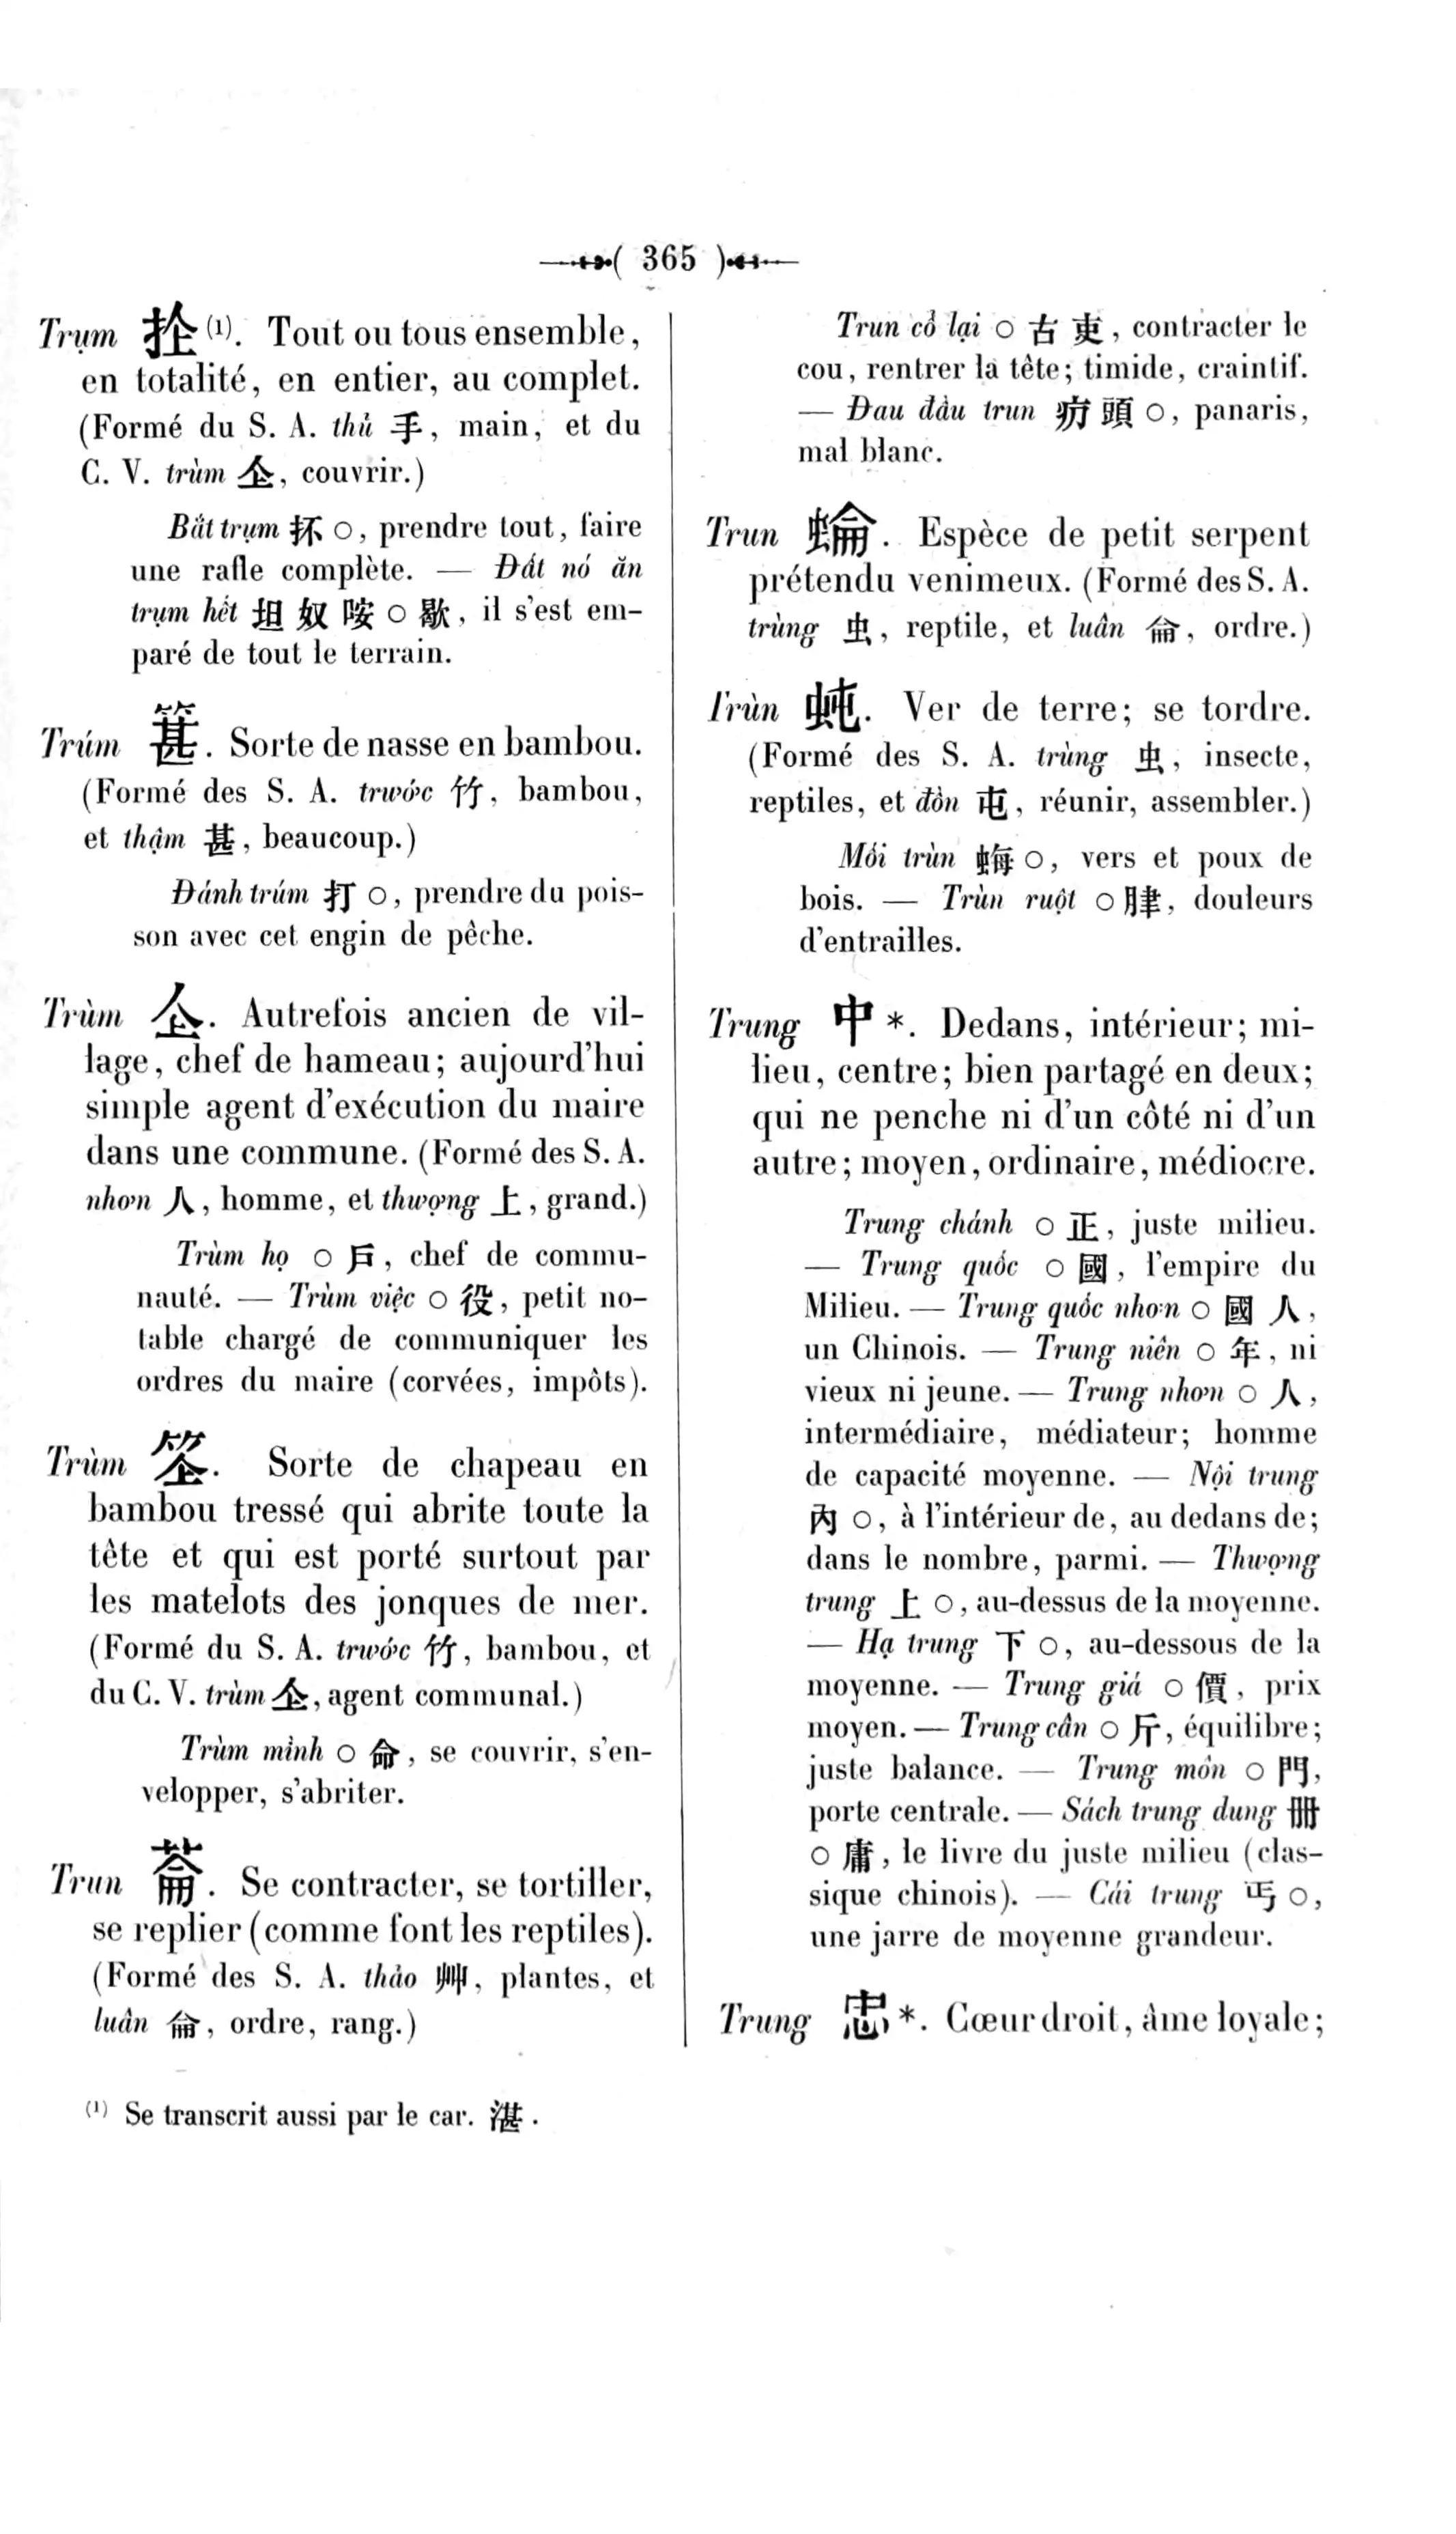 ( 365 )
Trụm 拴(1). Tout ou tous ensemble,
en totalité, en entier, au complet.
(Formé du S. A. thủ 手, main, et du
C. V. trùm 仝, couvrir.)
Bắt trụm 抔 ○, prendre tout, faire
une rafle complète. — Đất nó ăn
trụm hết 坦 奴 咹 ○ 歇, il s'est em-
paré de tout le terrain.
Trúm 䈜. Sorte de nasse en bambou.
(Formé des S. A. trước 竹, bambou,
et thậm 甚, beaucoup.)
Đánh trúm 打 ○, prendre du pois-
son avec cet engin de pêche.
Trùm. Autrefois ancien de vil-
lage, chef de hameau; aujourd'hui
simple agent d'exécution du maire
dans une commune. (Formé des S. A.
nhơn 人, homme, et thượng 上, grand.)
Trùm họ ○ 戶, chef de commu-
nauté. — Trùm việc ○ 役, petit no-
table chargé de communiquer les
ordres du maire (corvées, impôts).
Trùm. Sorte de chapeau en
bambou tressé qui abrite toute la
tête et qui est porté surtout par
les matelots des jonques de mer.
(Formé du S. A. trước 竹, bambou, et
du C. V. trùm, agent communal.)
Trùm mình ○ 命, se couvrir, s'en-
velopper, s'abriter.
Trun 菕. Se contracter, se tortiller,
se replier (comme font les reptiles).
(Formé des S. A. thảo 艸, plantes, et
luân 侖, ordre, rang.)
Trun cổ lại ○ 古 吏, contracter le
cou, rentrer la tête; timide, craintif.
— Đau đầu trun 疠 頭 ○, panaris,
mal blanc.
Trun 蜦. Espèce de petit serpent
prétendu venimeux. (Formé des S. A.
trùng 虫, reptile, et luân 侖, ordre.)
Trùn 蚖. Ver de terre; se tordre.
(Formé des S. A. trùng 虫, insecte,
reptiles, et đồn 屯, réunir, assembler.)
Mối trùn 䗋 ○, vers et poux de
bois. — Trùn ruột ○ 䏜, douleurs
d'entrailles.
Trung 中 *. Dedans, intérieur; mi-
lieu, centre; bien partagé en deux;
qui ne penche ni d'un côté ni d'un
autre; moyen, ordinaire, médiocre.
Trung chánh ○ 正, juste milieu.
— Trung quốc ○ 國, l'empire du
Milieu. — Trung quốc nhơn ○ 國 人,
un Chinois. — Trung niên ○ 年, ni
vieux ni jeune. — Trung nhơn ○ 人,
intermédiaire, médiateur; homme
de capacité moyenne. — Nội trung
內 ○, à l'intérieur de, au dedans de;
dans le nombre, parmi. — Thượng
trung 上 ○, au-dessus de la moyenne.
— Hạ trung 下 ○, au-dessous de la
moyenne. — Trung giá ○ 價, prix
moyen. — Trung cân ○ 斤, équilibre;
juste balance. — Trung môn ○ 門,
porte centrale. — Sách trung dung 冊
○ 庸, le livre du juste milieu (clas-
sique chinois). — Cái trung 丐 ○,
une jarre de moyenne grandeur.
Trung 忠 *. Cœur droit, âme loyale;
(1) Se transcrit aussi par le car. 湛.